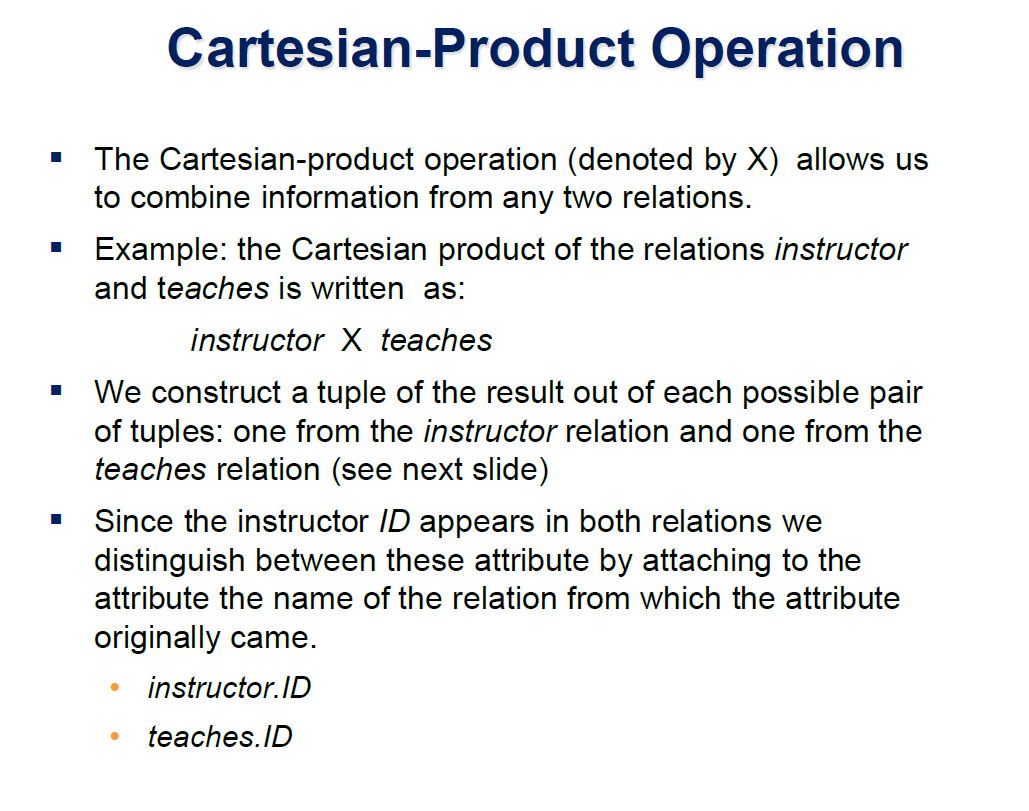 Cartesian-Product Operation
▪ The Cartesian-product operation (denoted by X)  allows us
to combine information from any two relations.
▪ Example: the Cartesian product of the relations instructor
and teaches is written  as:
instructor  X  teaches
▪ We construct a tuple of the result out of each possible pair
of tuples: one from the instructor relation and one from the
teaches relation (see next slide)
▪ Since the instructor ID appears in both relations we
distinguish between these attribute by attaching to the
attribute the name of the relation from which the attribute
originally came.
• instructor.ID
• teaches.ID